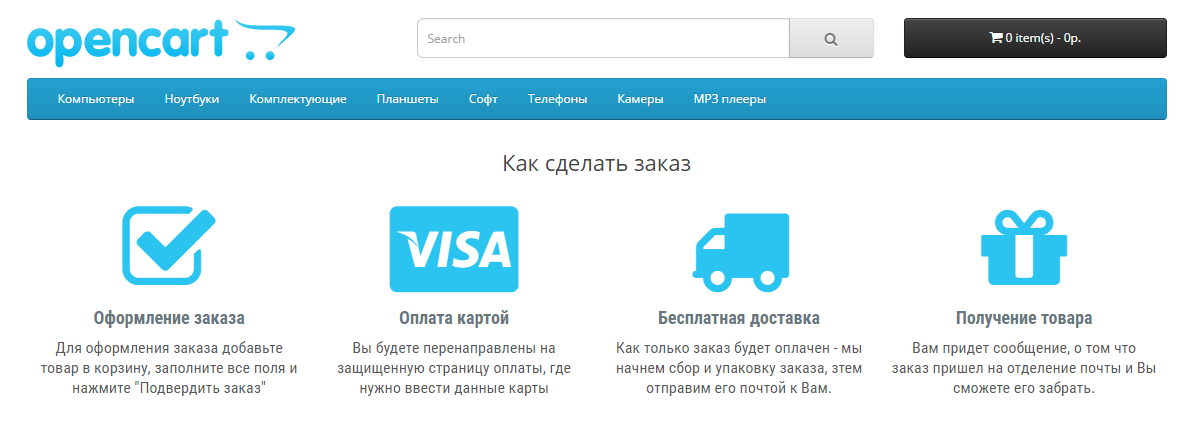 opencart
Search
0 item(s) - 0р.
Компьютеры Ноутбуки Комплектующие Планшеты Софт Телефоны Камеры MP3 плееры
Как сделать заказ
VISA
Оформление заказа
Для оформления заказа добавьте
товар в корзину, заполните все поля и
нажмите "Подвердить заказ"
Оплата картой
Вы будете перенаправлены на
защищенную страницу оплаты, где
нужно ввести данные карты
Бесплатная доставка
Как только заказ будет оплачен - мы
начнем сбор и упаковку заказа, зтем
отправим его почтой к Вам.
Получение товара
Вам придет сообщение, о том что
заказ пришел на отделение почты и Вы
сможете его забрать.